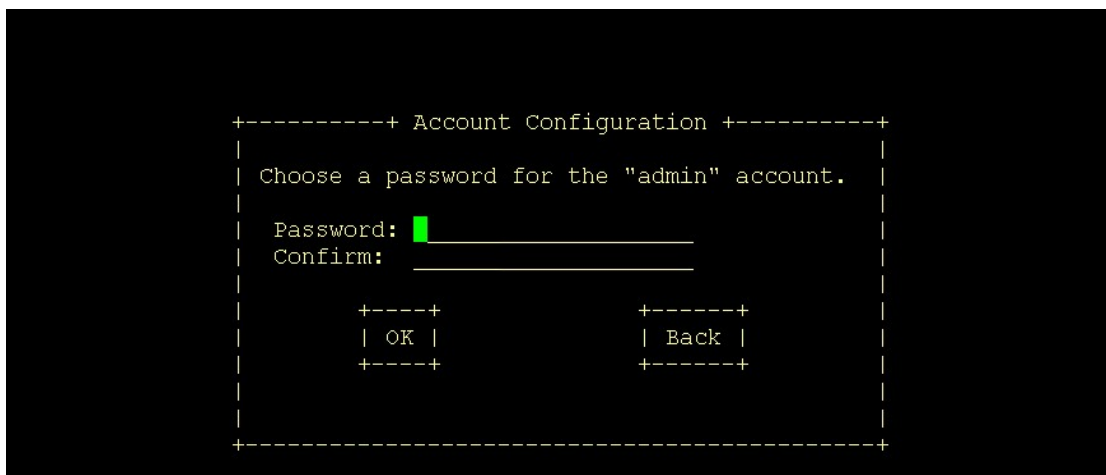 Account Configuration
Choose a password for the "admin" account.
Password:
Confirm:
OK Back